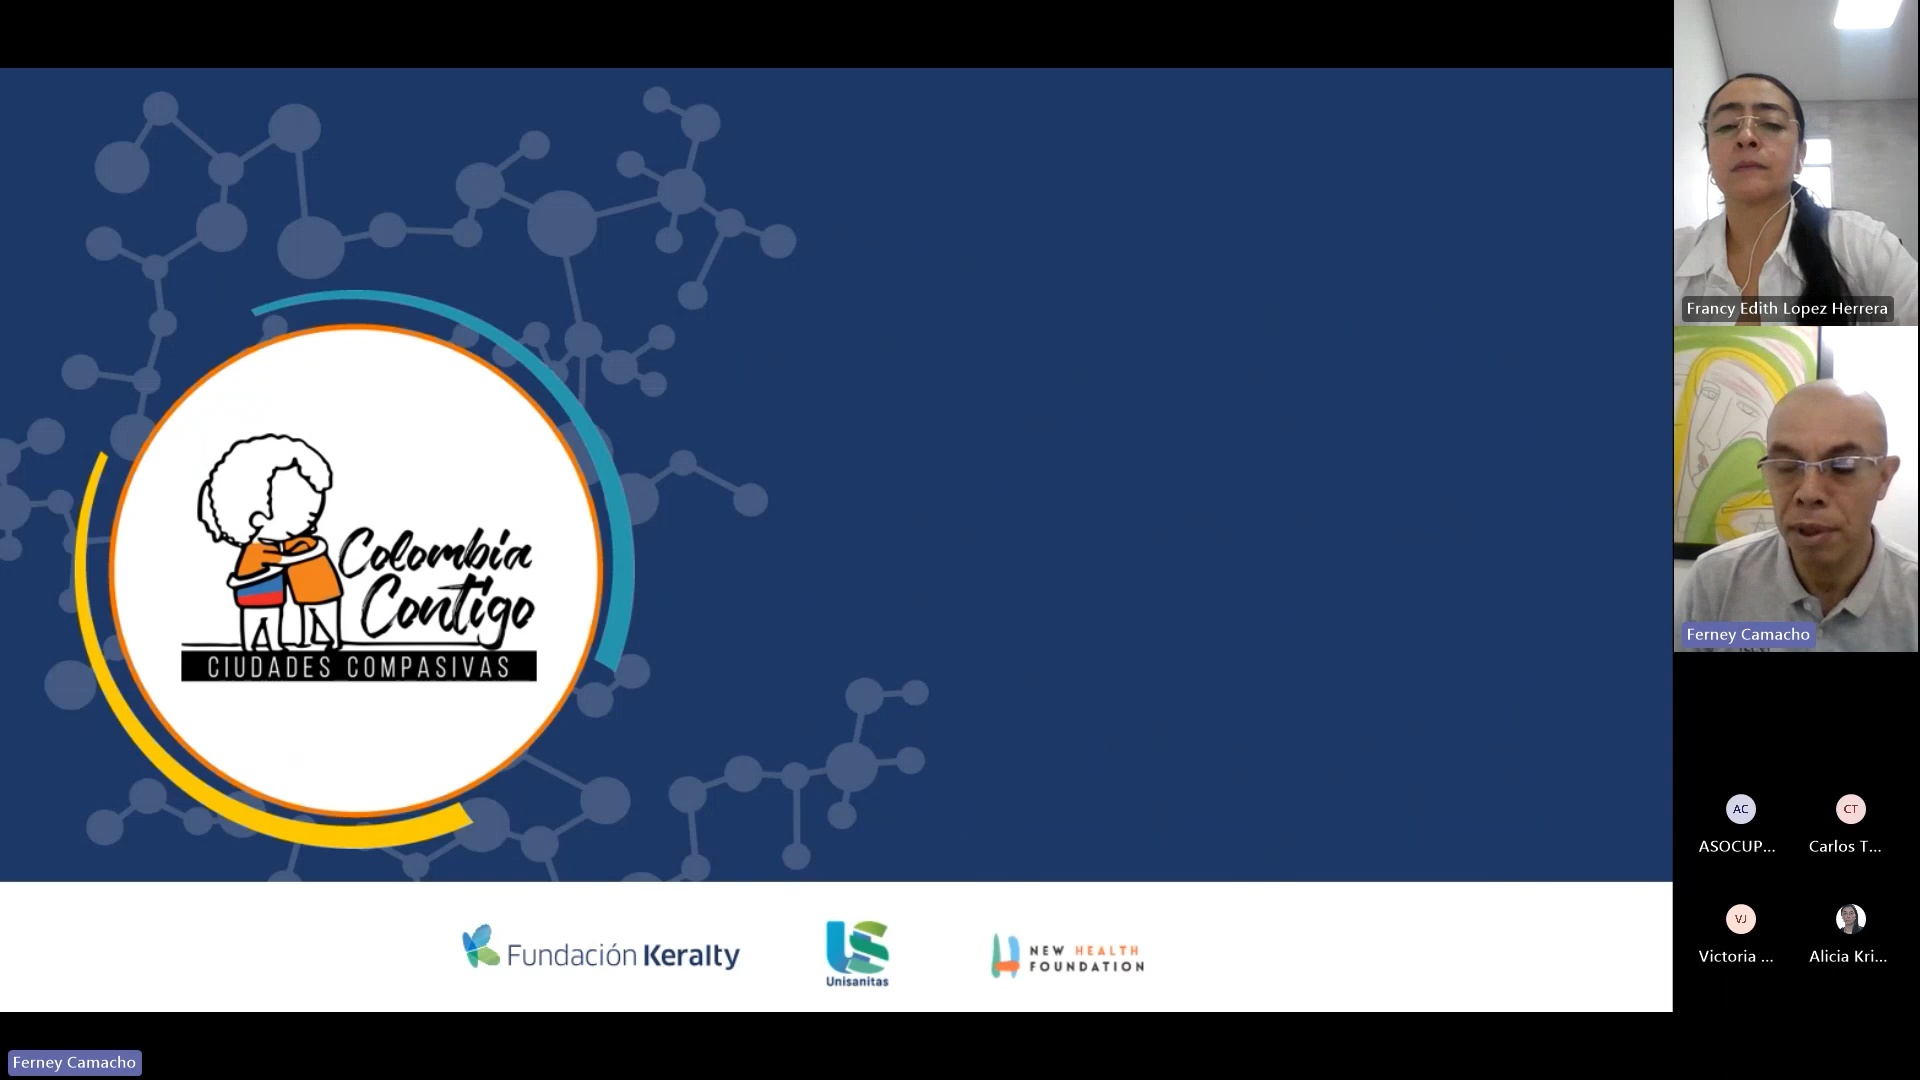 Colombia
Contigo
CIUDADES COMPASIVAS
Fundación Keralty
US
Unisanitas
NEW HEALTH
FOUNDATION
Francy Edith Lopez Herrera
Ferney Camacho
AC
CT
ASOCUP...
Carlos T...
VJ
Victoria ...
Alicia Kri...
Ferney Camacho